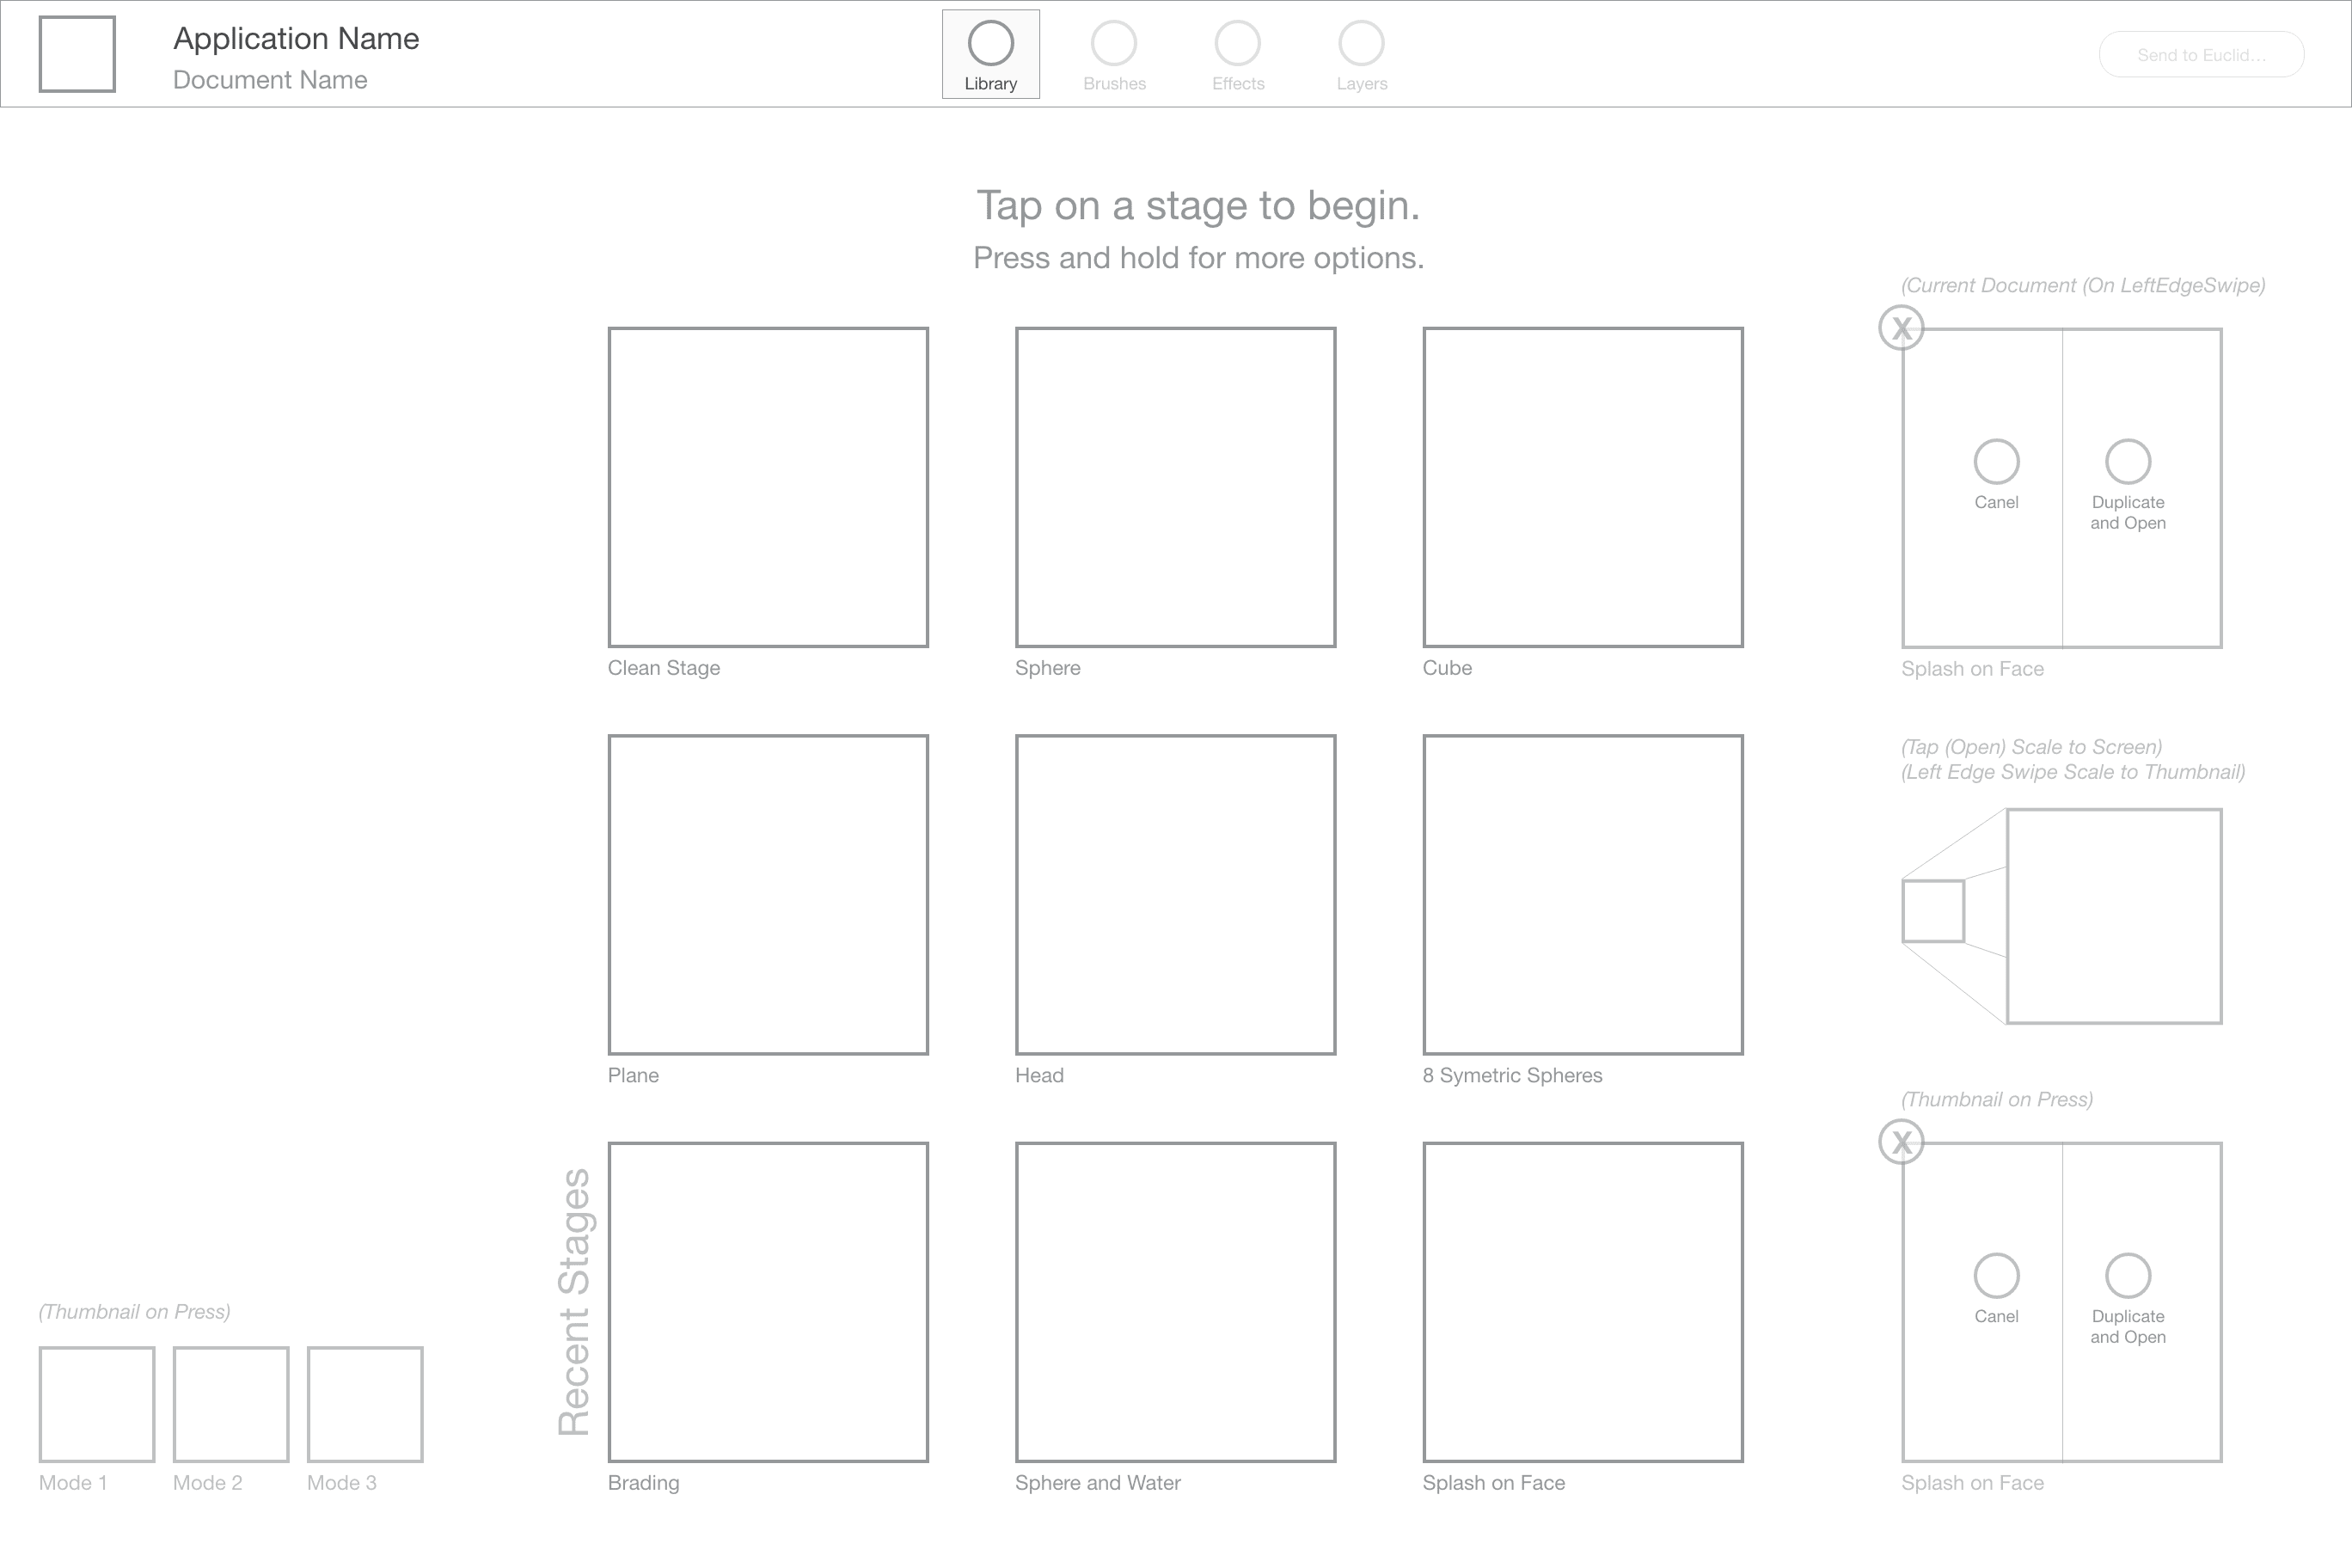 Application Name
Document Name
Library
Brushes
Effects
Layers
Send to Euclid...
Tap on a stage to begin.
Press and hold for more options.
(Current Document (On LeftEdgeSwipe)
X
Canel
Duplicate
and Open
Clean Stage
Sphere
Cube
Splash on Face
(Tap (Open) Scale to Screen)
(Left Edge Swipe Scale to Thumbnail)
Plane
Head
8 Symetric Spheres
(Thumbnail on Press)
X
Recent Stages
Canel
Duplicate
and Open
(Thumbnail on Press)
Mode 1
Mode 2
Mode 3
Brading
Sphere and Water
Splash on Face
Splash on Face